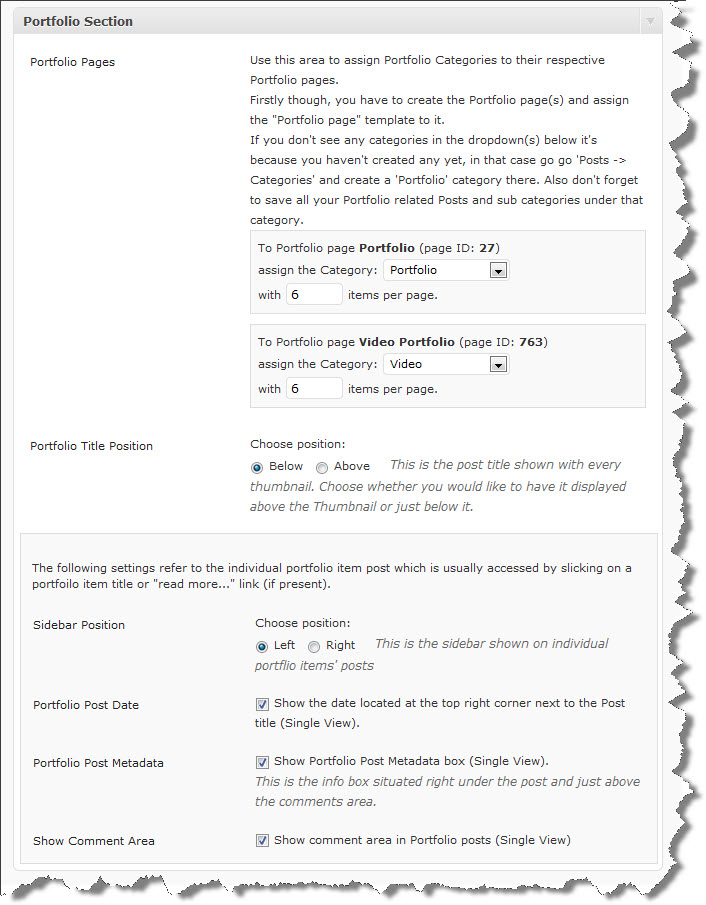 Portfolio Section
Portfolio Pages
Use this area to assign Portfolio Categories to their respective
Portfolio pages.
Firstly though, you have to create the Portfolio page(s) and assign
the "Portfolio page" template to it.
If you don't see any categories in the dropdown(s) below it's
because you haven't created any yet, in that case go go 'Posts ->
Categories' and create a 'Portfolio' category there. Also don't forget
to save all your Portfolio related Posts and sub categories under that
category.
To Portfolio page Portfolio (page ID: 27)
assign the Category: Portfolio
with 6 items per page.
To Portfolio page Video Portfolio (page ID: 763)
assign the Category: Video
with 6 items per page.
Portfolio Title Position
Choose position:
Below Above This is the post title shown with every
thumbnail. Choose whether you would like to have it displayed
above the Thumbnail or just below it.
The following settings refer to the individual portfolio item post which is usually accessed by slicking on a
portfoilo item title or "read more..." link (if present).
Sidebar Position
Choose position:
Left Right This is the sidebar shown on individual
portflio items' posts
Portfolio Post Date
Show the date located at the top right corner next to the Post
title (Single View).
Portfolio Post Metadata
Show Portfolio Post Metadata box (Single View).
This is the info box situated right under the post and just above
the comments area.
Show Comment Area
Show comment area in Portfolio posts (Single View)